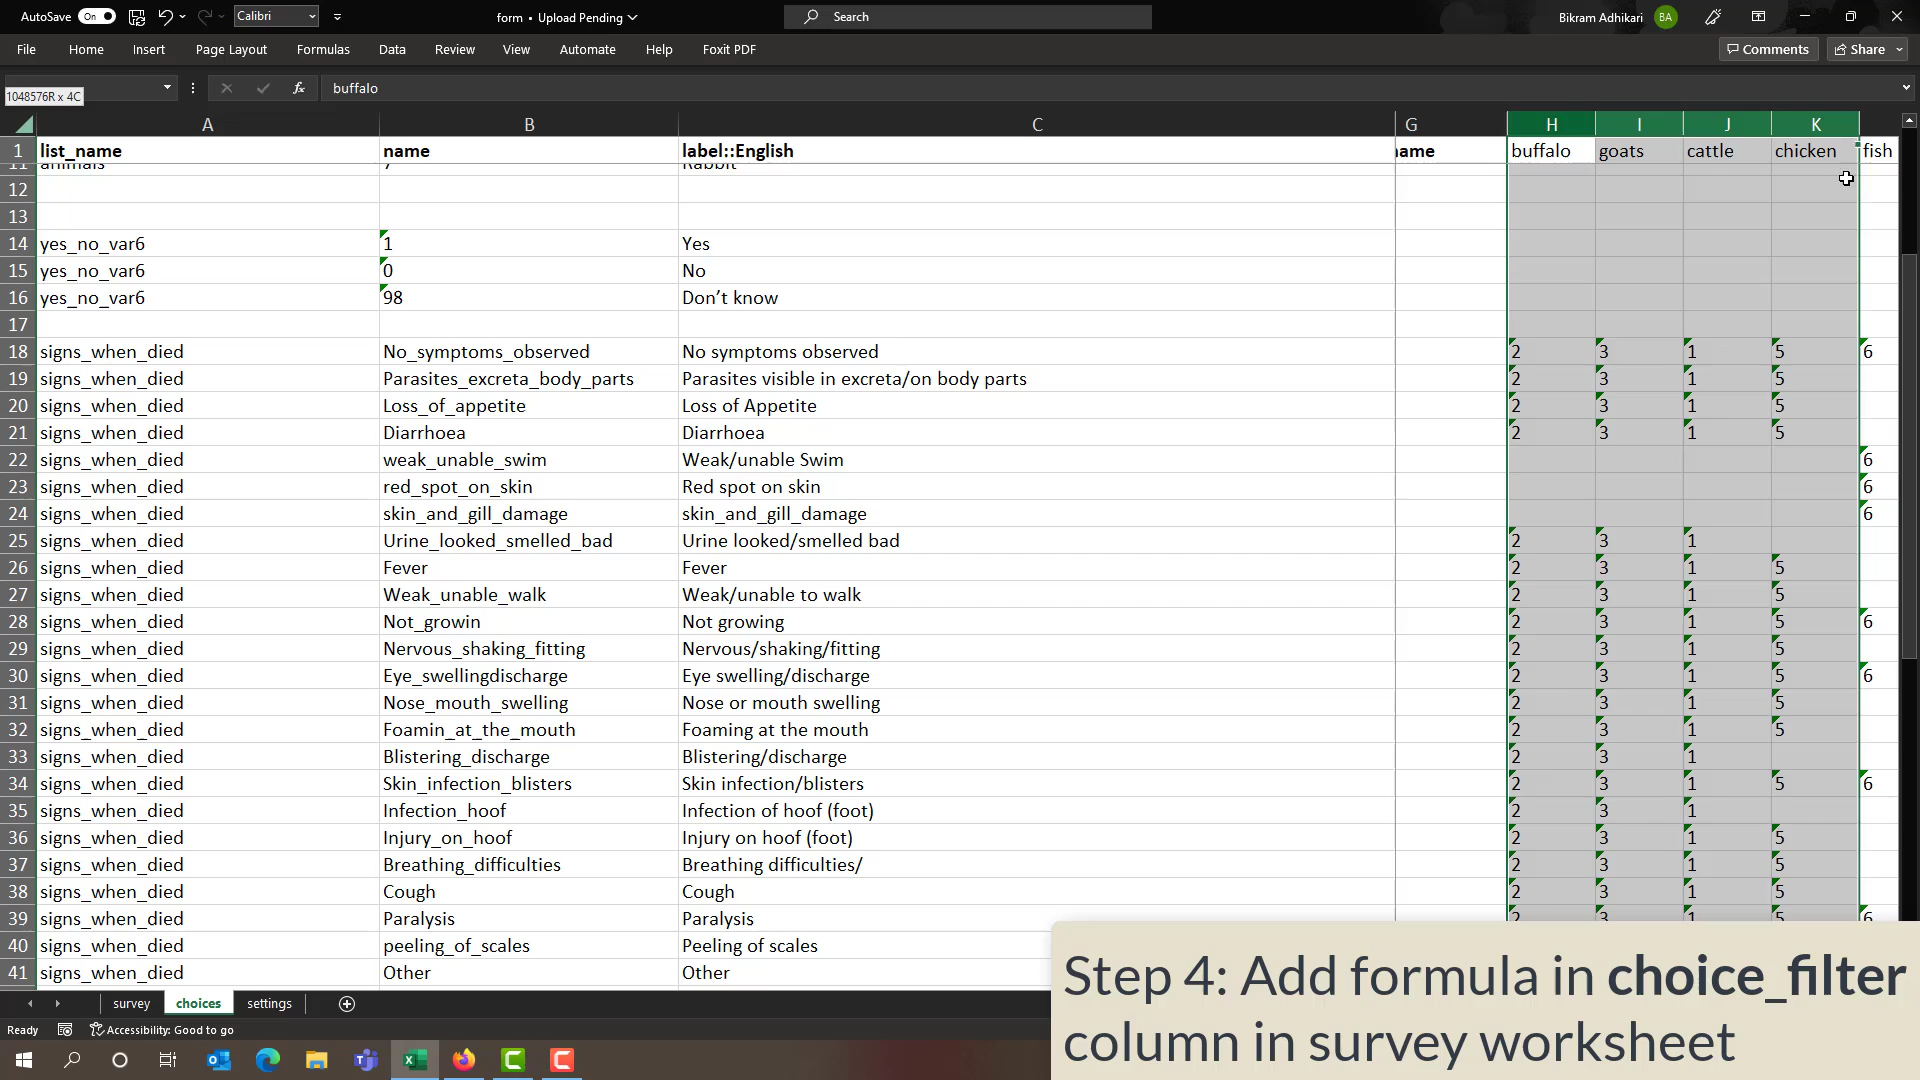 AutoSave On Calibri form • Upload Pending Search Bikram Adhikari BA
File Home Insert Page Layout Formulas Data Review View Automate Help Foxit PDF Comments Share
1048576R x 4C fx buffalo
A B C G H I J K
1 list_name name label::English name buffalo goats cattle chicken fish
11 animals 7 Rabbit
12
13
14 yes_no_var6 1 Yes
15 yes_no_var6 0 No
16 yes_no_var6 98 Don’t know
17
18 signs_when_died No_symptoms_observed No symptoms observed 2 3 1 5 6
19 signs_when_died Parasites_excreta_body_parts Parasites visible in excreta/on body parts 2 3 1 5
20 signs_when_died Loss_of_appetite Loss of Appetite 2 3 1 5
21 signs_when_died Diarrhoea Diarrhoea 2 3 1 5
22 signs_when_died weak_unable_swim Weak/unable Swim 6
23 signs_when_died red_spot_on_skin Red spot on skin 6
24 signs_when_died skin_and_gill_damage skin_and_gill_damage 6
25 signs_when_died Urine_looked_smelled_bad Urine looked/smelled bad 2 3 1
26 signs_when_died Fever Fever 2 3 1 5
27 signs_when_died Weak_unable_walk Weak/unable to walk 2 3 1 5
28 signs_when_died Not_growin Not growing 2 3 1 5 6
29 signs_when_died Nervous_shaking_fitting Nervous/shaking/fitting 2 3 1 5
30 signs_when_died Eye_swellingdischarge Eye swelling/discharge 2 3 1 5 6
31 signs_when_died Nose_mouth_swelling Nose or mouth swelling 2 3 1 5
32 signs_when_died Foamin_at_the_mouth Foaming at the mouth 2 3 1 5
33 signs_when_died Blistering_discharge Blistering/discharge 2 3 1
34 signs_when_died Skin_infection_blisters Skin infection/blisters 2 3 1 5 6
35 signs_when_died Infection_hoof Infection of hoof (foot) 2 3 1
36 signs_when_died Injury_on_hoof Injury on hoof (foot) 2 3 1 5
37 signs_when_died Breathing_difficulties Breathing difficulties/ 2 3 1 5
38 signs_when_died Cough Cough 2 3 1 5
39 signs_when_died Paralysis Paralysis 2 3 1 5 6
40 signs_when_died peeling_of_scales Peeling of scales
41 signs_when_died Other Other
survey choices settings
Ready Accessibility: Good to go
Step 4: Add formula in choice_filter
column in survey worksheet